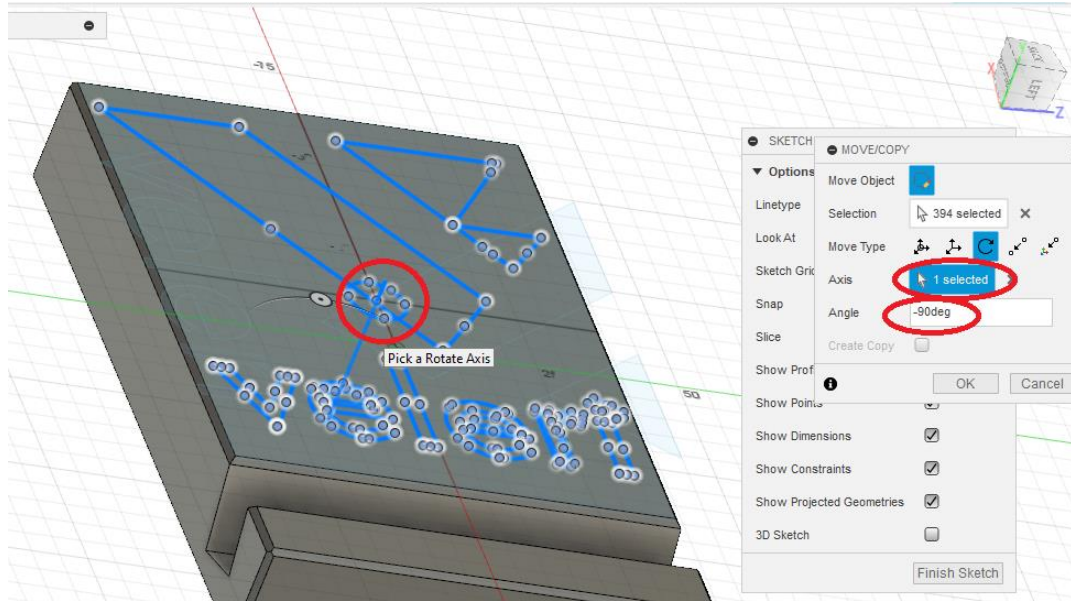 -75
SKETCH
MOVE/COPY
Options
Move Object
Linetype
Selection
394 selected
Look At
Move Type
Sketch Grid
Axis
1 selected
Snap
Angle
-90deg
Slice
Create Copy
Pick a Rotate Axis
Show Prof
OK
Cancel
25
50
Show Points
Show Dimensions
Show Constraints
Show Projected Geometries
3D Sketch
Finish Sketch
X
Y
LEFT
Z